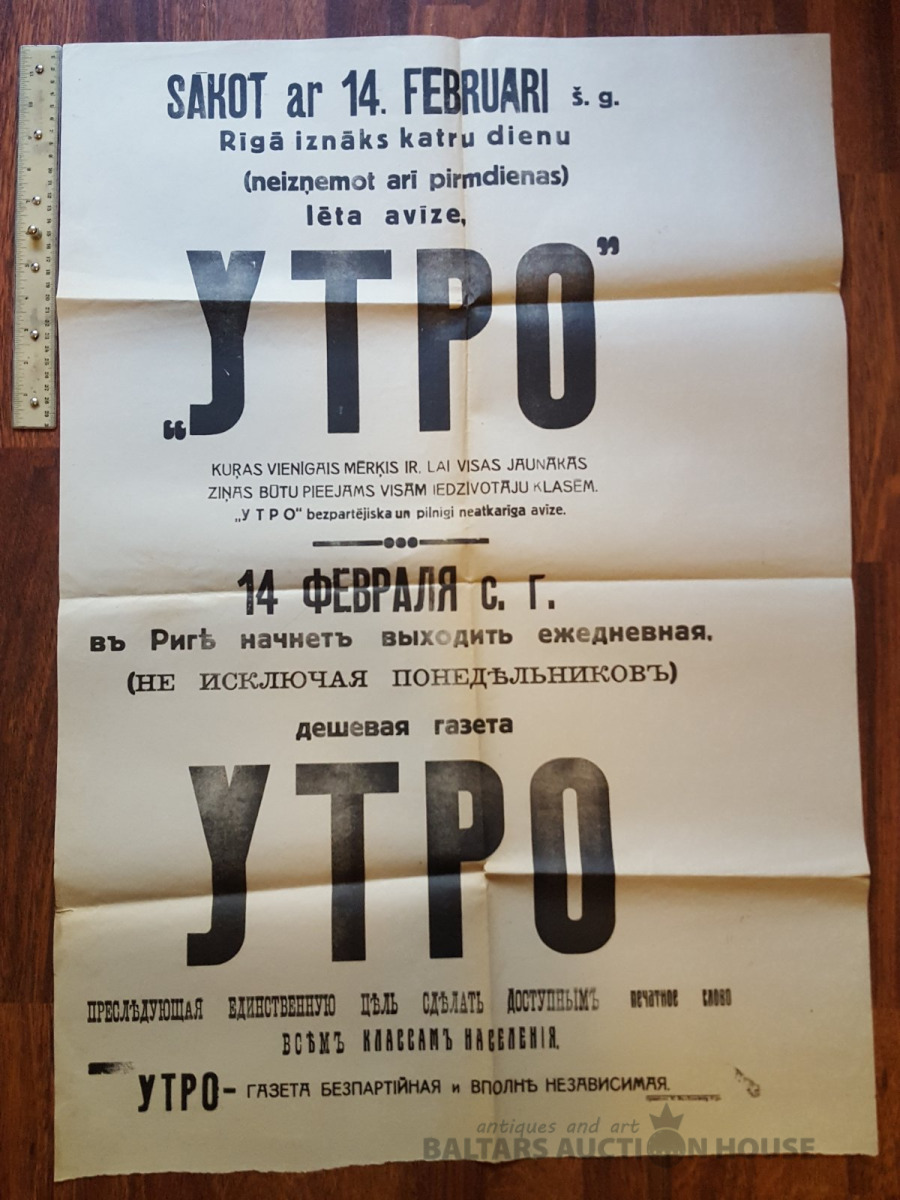 SĀKOT ar 14. FEBRUARI š. g.
Rīgā iznāks katru dienu
(neizņemot arī pirmdienas)
lēta avīze,
„УТРО”
KUŖAS VIENĪGAIS MĒRĶIS IR. LAI VISAS JAUNĀKĀS
ZIŅAS BŪTU PIEEJAMS VISĀM IEDZĪVOTĀJU KLASĒM.
„УТРО“ bezpartējiska un pilnīgi neatkarīga avīze.
14 ФЕВРАЛЯ с. г.
въ Ригѣ начнетъ выходить ежедневная.
(НЕ ИСКЛЮЧАЯ ПОНЕДѢЛЬНИКОВЪ)
дешевая газета
УТРО
ПРЕСЛѢДУЮЩАЯ ЕДИНСТВЕННУЮ ЦѢЛЬ СДѢЛАТЬ ДОСТУПНЫМЪ печатное слово
ВСѢМЪ КЛАССАМЪ НАСЕЛЕНІЯ.
УТРО – ГАЗЕТА БЕЗПАРТІЙНАЯ и ВПОЛНѢ НЕЗАВИСИМАЯ.
antiques and art
BALTARS AUCTION HOUSE